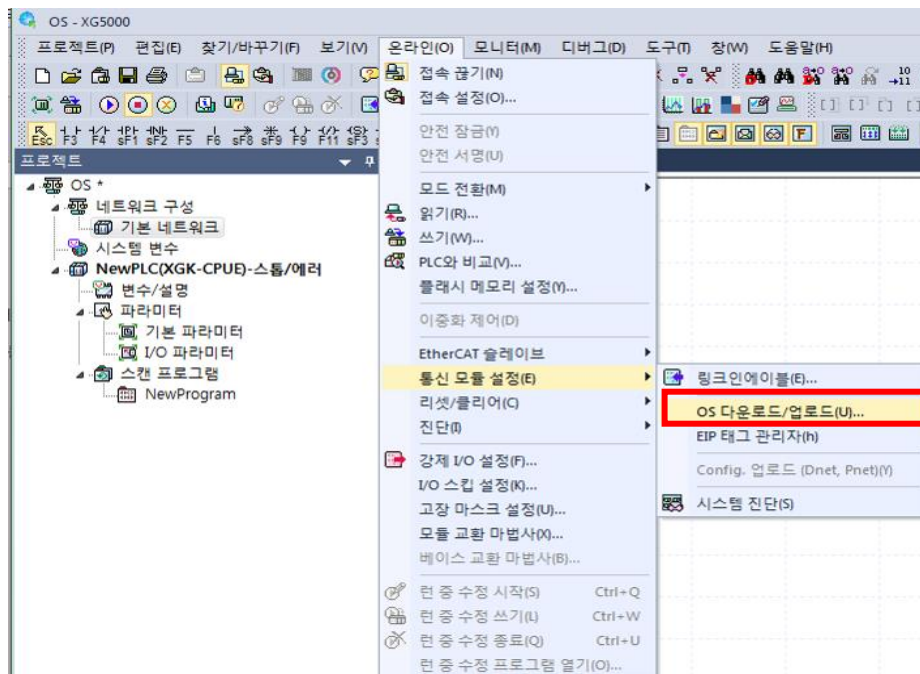 OS - XG5000
프로젝트(P) 편집(E) 찾기/바꾸기(F) 보기(V) 온라인(O) 모니터(M) 디버그(D) 도구(T) 창(W) 도움말(H)
Esc F3 F4 sF1 sF2 F5 F6 sF8 sF9 F9 F11 sF3
프로젝트
OS *
네트워크 구성
기본 네트워크
시스템 변수
NewPLC(XGK-CPUE)-스톱/에러
변수/설명
파라미터
기본 파라미터
I/O 파라미터
스캔 프로그램
NewProgram
접속 끊기(N)
접속 설정(O)...
안전 잠금(Y)
안전 서명(U)
모드 전환(M)
읽기(R)...
쓰기(W)...
PLC와 비교(V)...
플래시 메모리 설정(Y)...
이중화 제어(D)
EtherCAT 슬레이브
통신 모듈 설정(E)
리셋/클리어(C)
진단(I)
강제 I/O 설정(F)...
I/O 스킵 설정(K)...
고장 마스크 설정(U)...
모듈 교환 마법사(X)...
베이스 교환 마법사(B)...
런 중 수정 시작(S) Ctrl+Q
런 중 수정 쓰기(L) Ctrl+W
런 중 수정 종료(Q) Ctrl+U
런 중 수정 프로그램 열기(O)...
링크인에이블(E)...
OS 다운로드/업로드(U)...
EIP 태그 관리자(h)
Config. 업로드 (Dnet, Pnet)(Y)
시스템 진단(S)